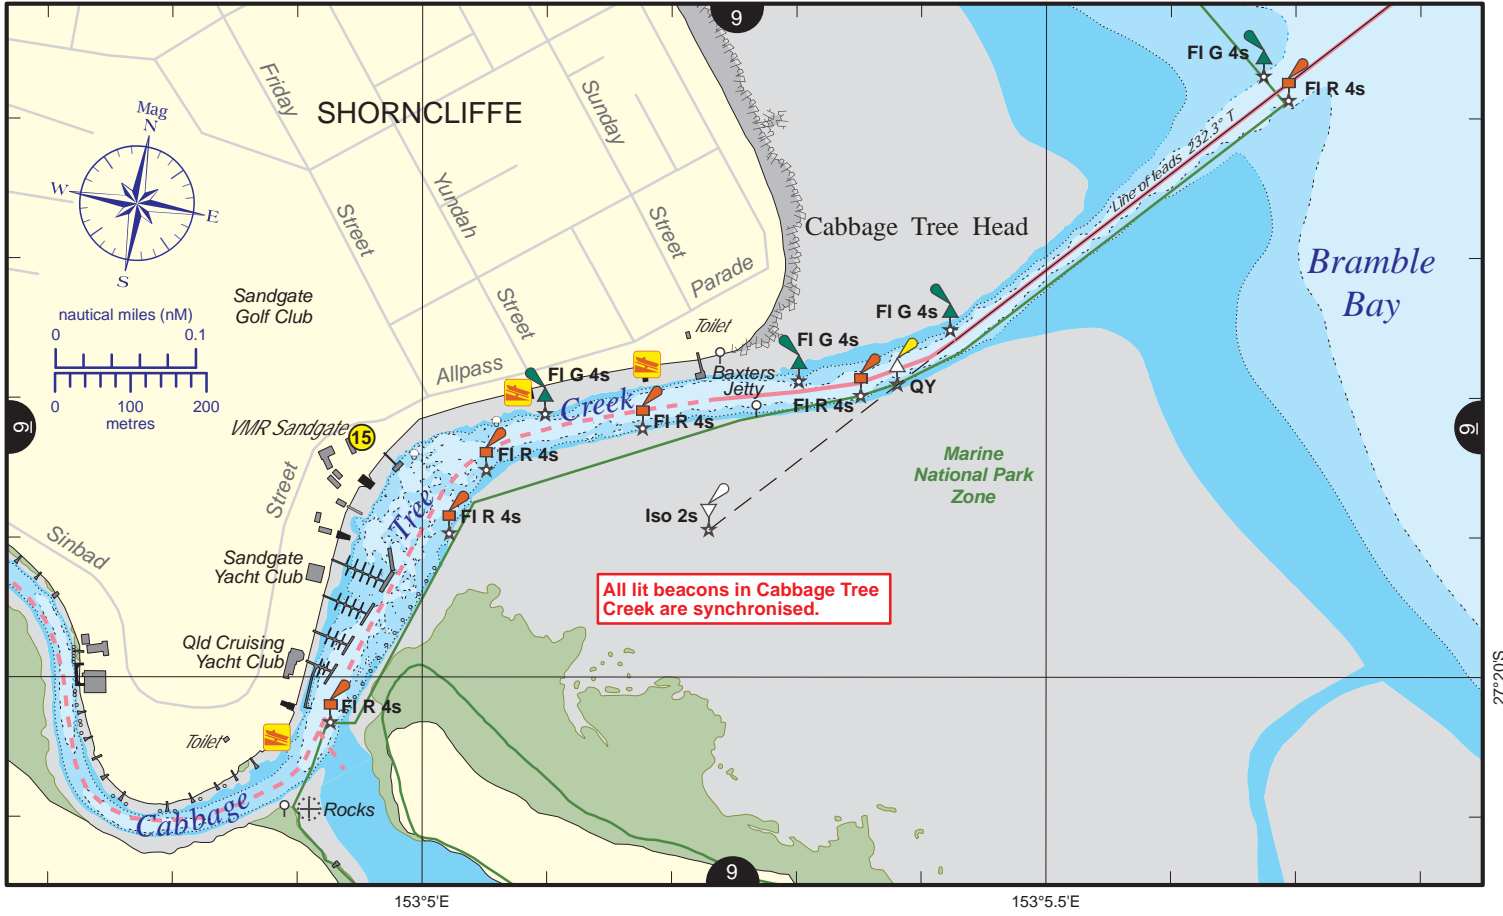 9
Fl G 4s
Fl R 4s
Friday
Street
SHORNCLIFFE
Sunday
Street
Mag
N
W
E
S
Yundah
Street
Line of leads 232.3° T
Cabbage Tree Head
Parade
Bramble
Bay
Sandgate
Golf Club
nautical miles (nM)
0 0.1
0 100 200
metres
Toilet
Fl G 4s
Fl G 4s
Allpass
Fl G 4s
Baxters
Jetty
QY
Fl R 4s
Creek
Fl R 4s
9
VMR Sandgate
15
9
Fl R 4s
Marine
National Park
Zone
Street
Tree
Fl R 4s
Iso 2s
Sinbad
Sandgate
Yacht Club
All lit beacons in Cabbage Tree
Creek are synchronised.
Qld Cruising
Yacht Club
27°20'S
Fl R 4s
Toilet
Cabbage
Rocks
9
153°5'E
153°5.5'E